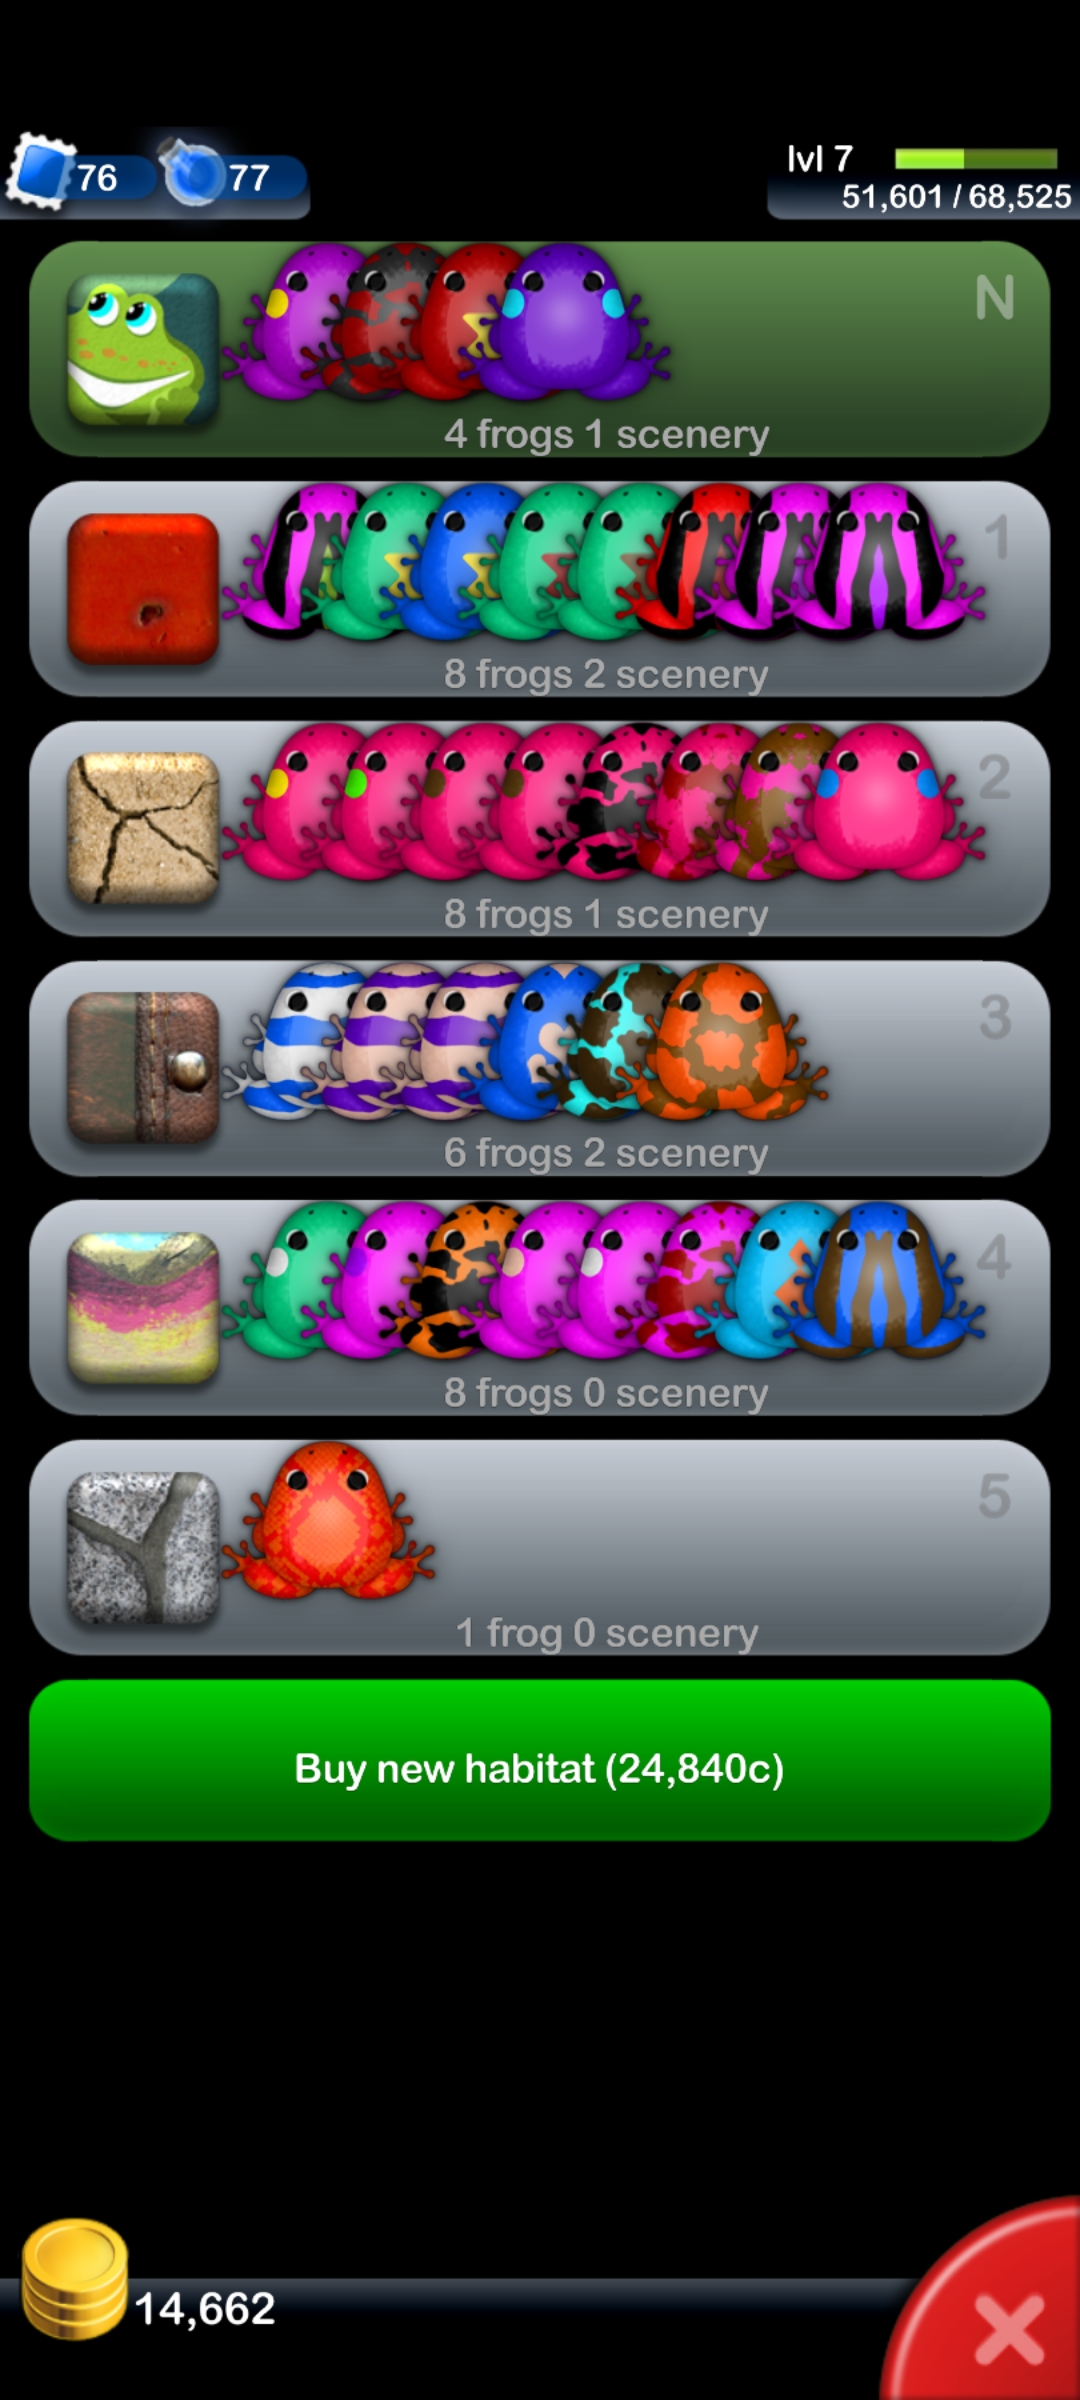 76 77 lvl 7
51,601 / 68,525
N
4 frogs 1 scenery
1
8 frogs 2 scenery
2
8 frogs 1 scenery
3
6 frogs 2 scenery
4
8 frogs 0 scenery
5
1 frog 0 scenery
Buy new habitat (24,840c)
14,662